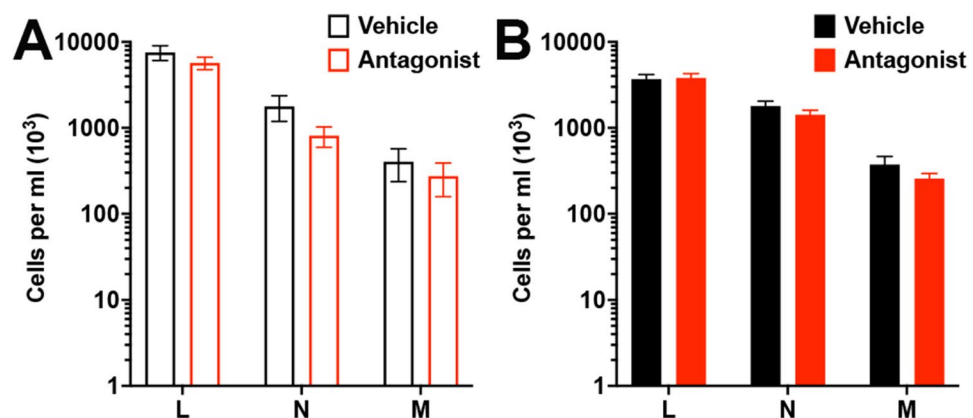 A
Vehicle
Antagonist
Cells per ml (10³)
10000
1000
100
10
1
L N M
B
Vehicle
Antagonist
Cells per ml (10³)
10000
1000
100
10
1
L N M